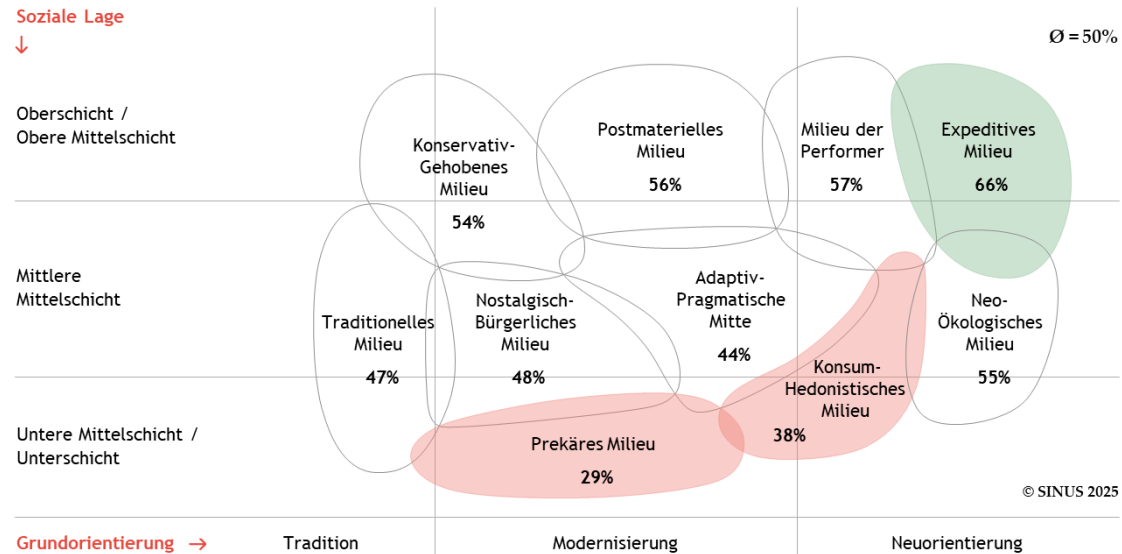 Soziale Lage
↓
Ø = 50%
Oberschicht /
Obere Mittelschicht
Konservativ-
Gehobenes
Milieu
54%
Postmaterielles
Milieu
56%
Milieu der
Performer
57%
Expeditives
Milieu
66%
Mittlere
Mittelschicht
Traditionelles
Milieu
47%
Nostalgisch-
Bürgerliches
Milieu
48%
Adaptiv-
Pragmatische
Mitte
44%
Konsum-
Hedonistisches
Milieu
38%
Neo-
Ökologisches
Milieu
55%
Untere Mittelschicht /
Unterschicht
Prekäres Milieu
29%
© SINUS 2025
Grundorientierung →
Tradition
Modernisierung
Neuorientierung